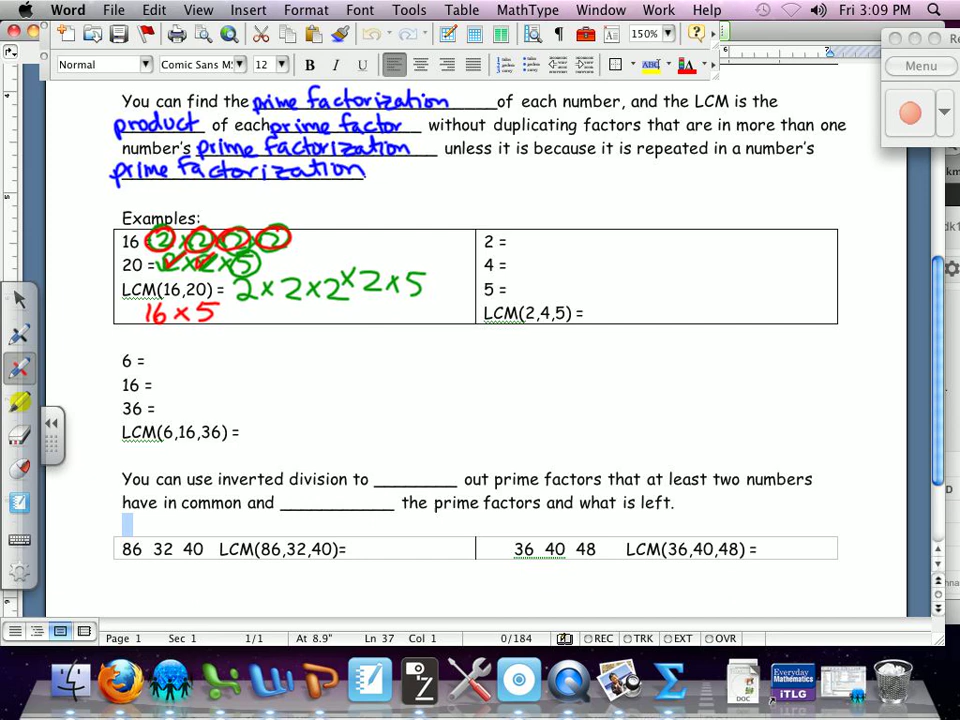 Word File Edit View Insert Format Font Tools Table MathType Window Work Help Fri 3:09 PM
Normal Comic Sans MS 12 B I U 150%
Menu
You can find the prime factorization of each number, and the LCM is the
product of each prime factor without duplicating factors that are in more than one
number's prime factorization unless it is because it is repeated in a number's
prime factorization
Examples:
16 = 2 × 2 × 2 × 2
20 = 2 × 2 × 5
LCM(16,20) = 2 × 2 × 2 × 2 × 5
16 × 5
2 =
4 =
5 =
LCM(2,4,5) =
6 =
16 =
36 =
LCM(6,16,36) =
You can use inverted division to ________ out prime factors that at least two numbers
have in common and ___________ the prime factors and what is left.
86 32 40 LCM(86,32,40)=
36 40 48 LCM(36,40,48) =
Page 1 Sec 1 1/1 At 8.9" Ln 37 Col 1 0/184 REC TRK EXT OVR
DOC
Everyday
Mathematics
iTLG